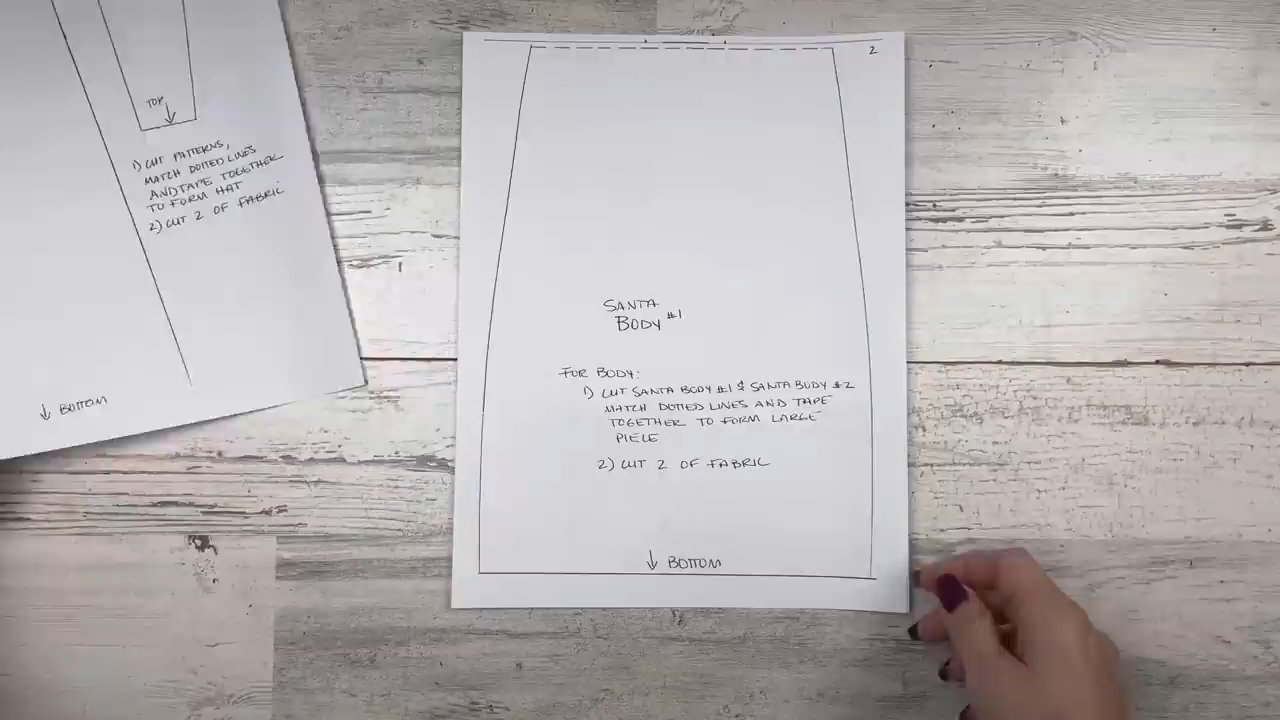 TOP
1) CUT PATTERNS,
MATCH DOTTED LINES
AND TAPE TOGETHER
TO FORM HAT
2) CUT 2 OF FABRIC
↓ BOTTOM
2
SANTA
BODY #1
FOR BODY:
1) CUT SANTA BODY #1 & SANTA BODY #2
MATCH DOTTED LINES AND TAPE
TOGETHER TO FORM LARGE
PIECE
2) CUT 2 OF FABRIC
↓ BOTTOM